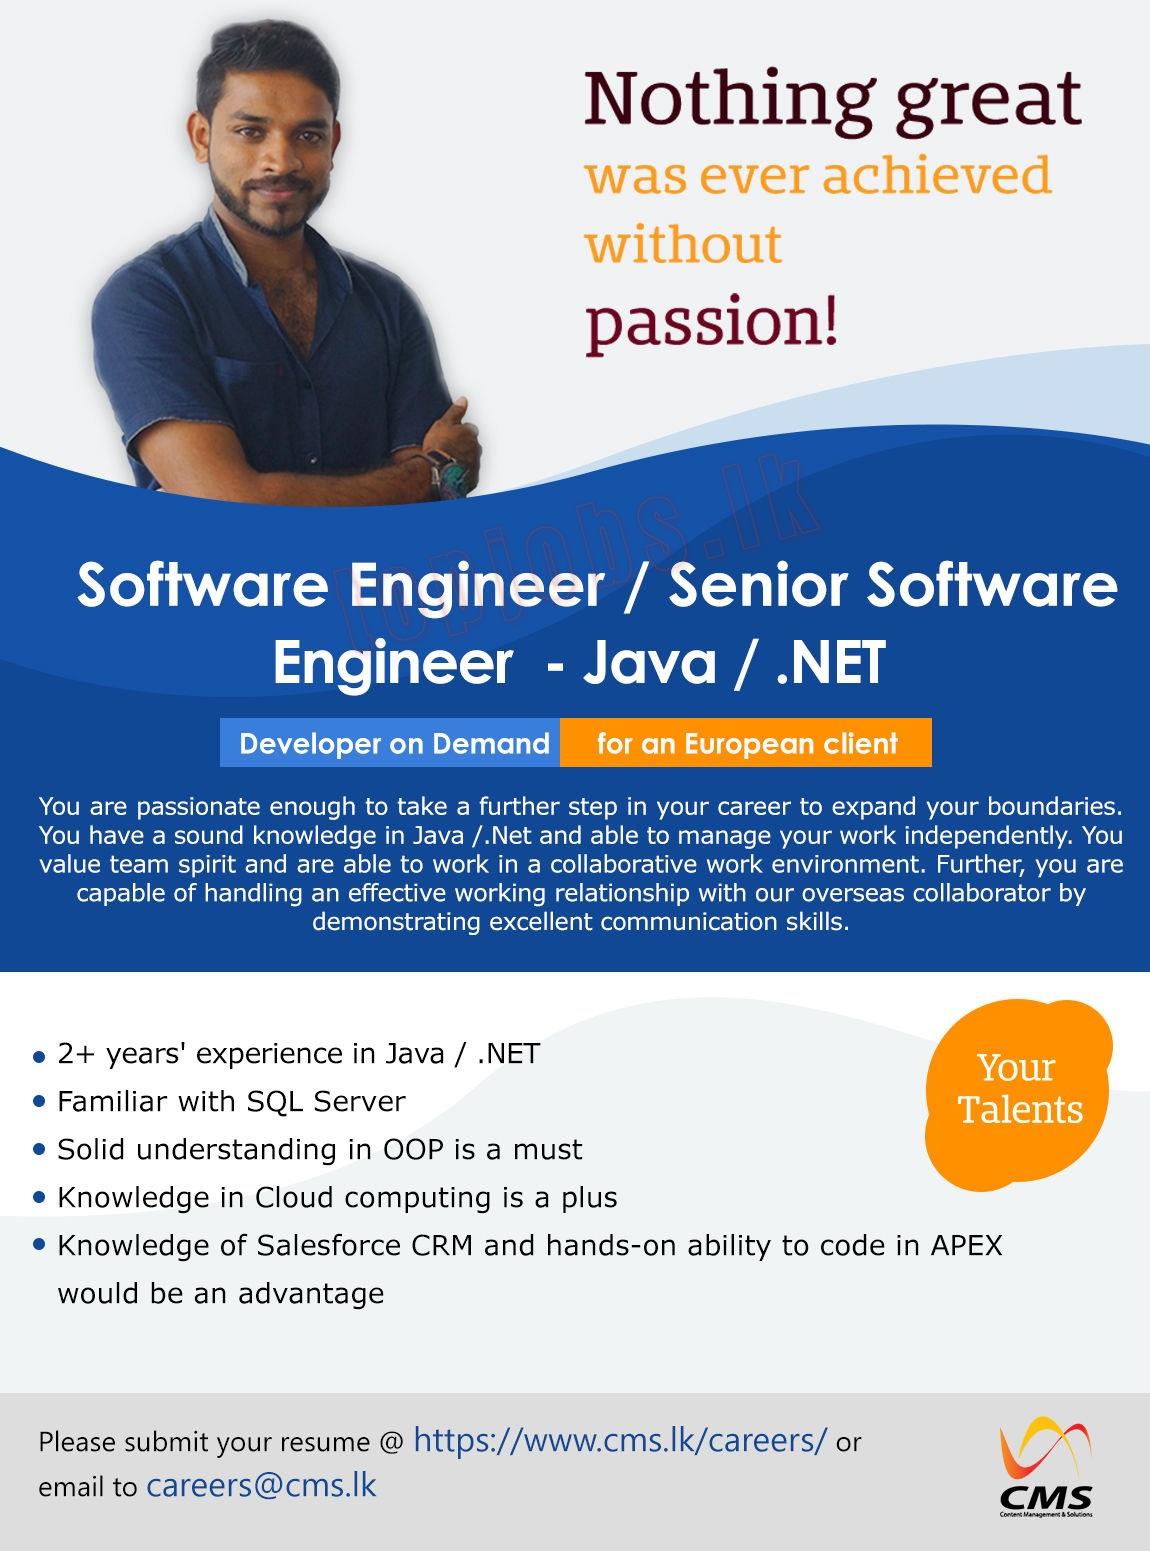 Nothing great
was ever achieved
without
passion!
topjobs.lk
Software Engineer / Senior Software
Engineer - Java / .NET
Developer on Demand for an European client
You are passionate enough to take a further step in your career to expand your boundaries.
You have a sound knowledge in Java /.Net and able to manage your work independently. You
value team spirit and are able to work in a collaborative work environment. Further, you are
capable of handling an effective working relationship with our overseas collaborator by
demonstrating excellent communication skills.
Your
Talents
• 2+ years' experience in Java / .NET
• Familiar with SQL Server
• Solid understanding in OOP is a must
• Knowledge in Cloud computing is a plus
• Knowledge of Salesforce CRM and hands-on ability to code in APEX
would be an advantage
Please submit your resume @ https://www.cms.lk/careers/ or
email to careers@cms.lk
CMS
Content Management & Solutions